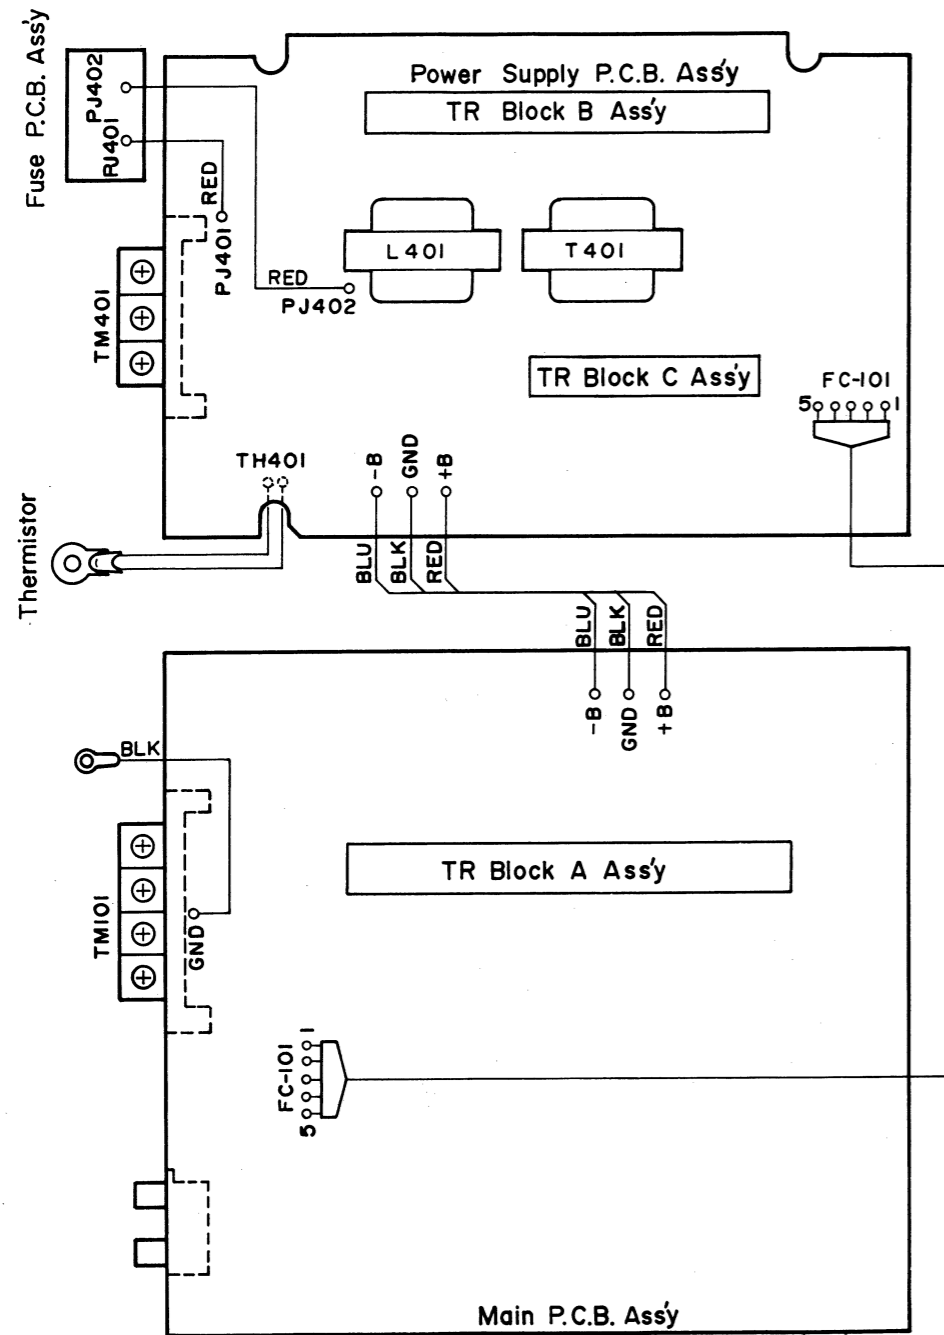 Fuse P.C.B. Ass'y
PJ402
PJ401
Power Supply P.C.B. Ass'y
TR Block B Ass'y
RED
PJ401
L401
T401
RED
PJ402
TM401
TR Block C Ass'y
FC-101
5 1
TH401
-B
GND
+B
Thermistor
BLU
BLK
RED
BLU
BLK
RED
-B
GND
+B
BLK
TR Block A Ass'y
TM101
GND
FC-101
1
5
Main P.C.B. Ass'y